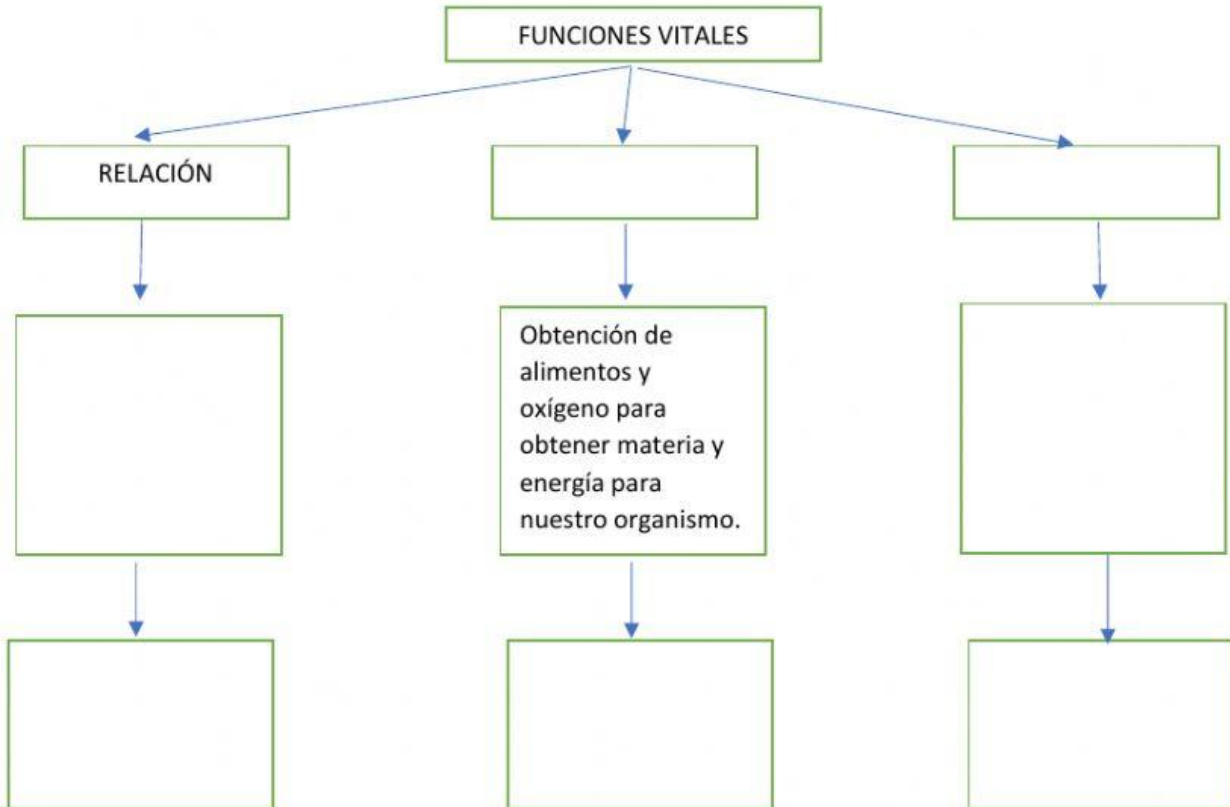 FUNCIONES VITALES
RELACIÓN
Obtención de
alimentos y
oxígeno para
obtener materia y
energía para
nuestro organismo.